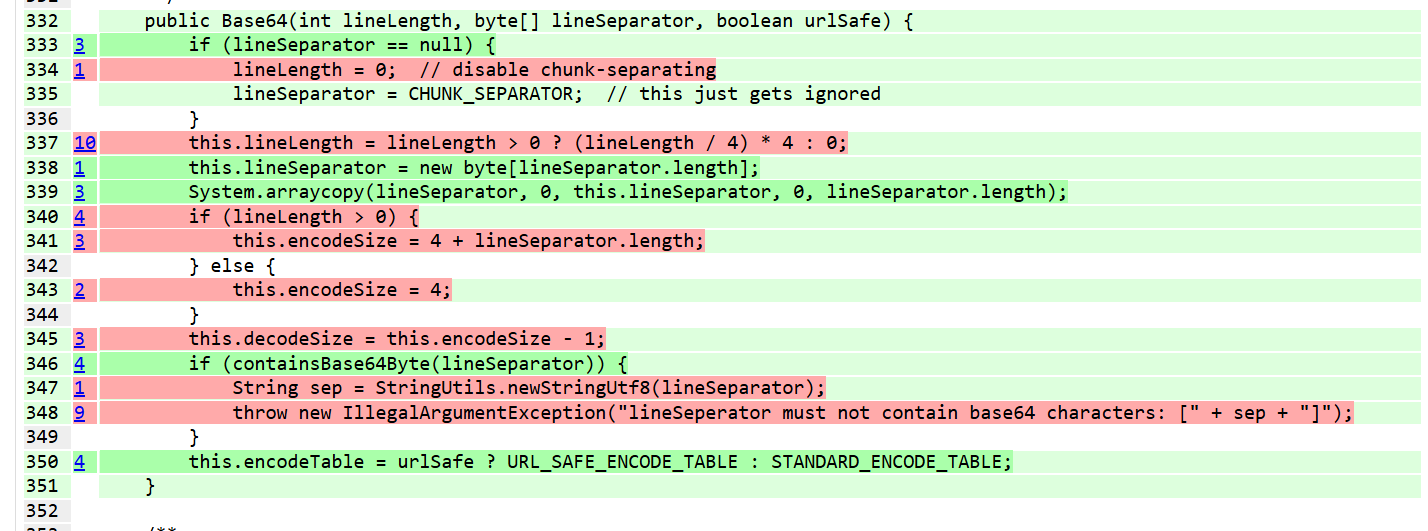 332 public Base64(int lineLength, byte[] lineSeparator, boolean urlSafe) {
333 3 if (lineSeparator == null) {
334 1 lineLength = 0;  // disable chunk-separating
335 lineSeparator = CHUNK_SEPARATOR;  // this just gets ignored
336 }
337 10 this.lineLength = lineLength > 0 ? (lineLength / 4) * 4 : 0;
338 1 this.lineSeparator = new byte[lineSeparator.length];
339 3 System.arraycopy(lineSeparator, 0, this.lineSeparator, 0, lineSeparator.length);
340 4 if (lineLength > 0) {
341 3 this.encodeSize = 4 + lineSeparator.length;
342 } else {
343 2 this.encodeSize = 4;
344 }
345 3 this.decodeSize = this.encodeSize - 1;
346 4 if (containsBase64Byte(lineSeparator)) {
347 1 String sep = StringUtils.newStringUtf8(lineSeparator);
348 9 throw new IllegalArgumentException("lineSeperator must not contain base64 characters: [" + sep + "]");
349 }
350 4 this.encodeTable = urlSafe ? URL_SAFE_ENCODE_TABLE : STANDARD_ENCODE_TABLE;
351 }
352
/**